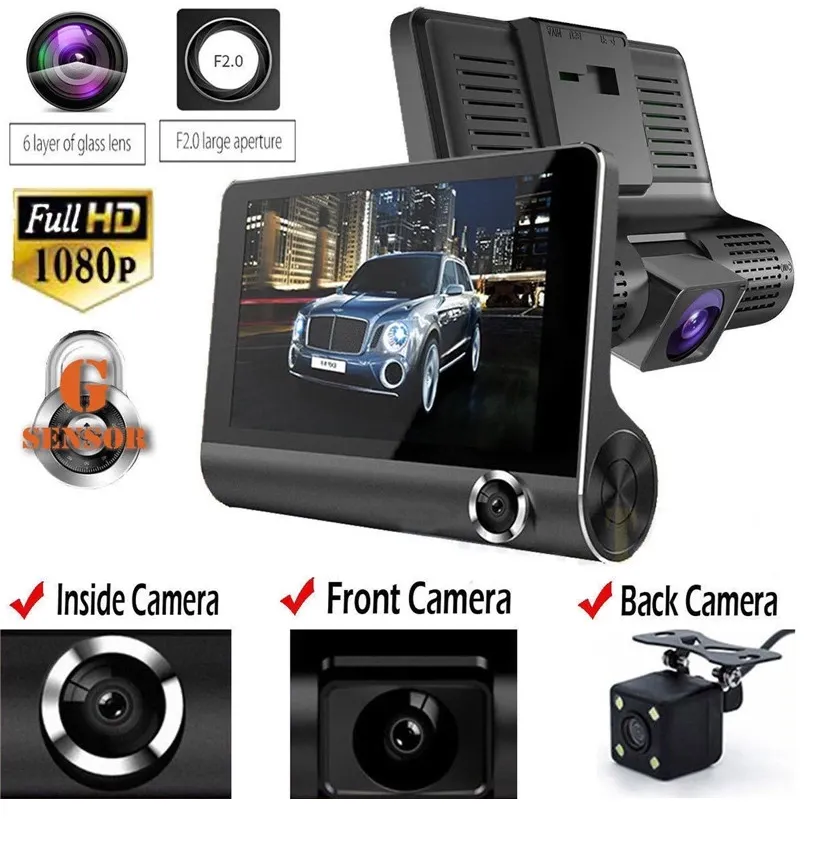 F2.0
6 layer of glass lens
F2.0 large aperture
Full HD
1080P
G
SENSOR
Inside Camera
Front Camera
Back Camera